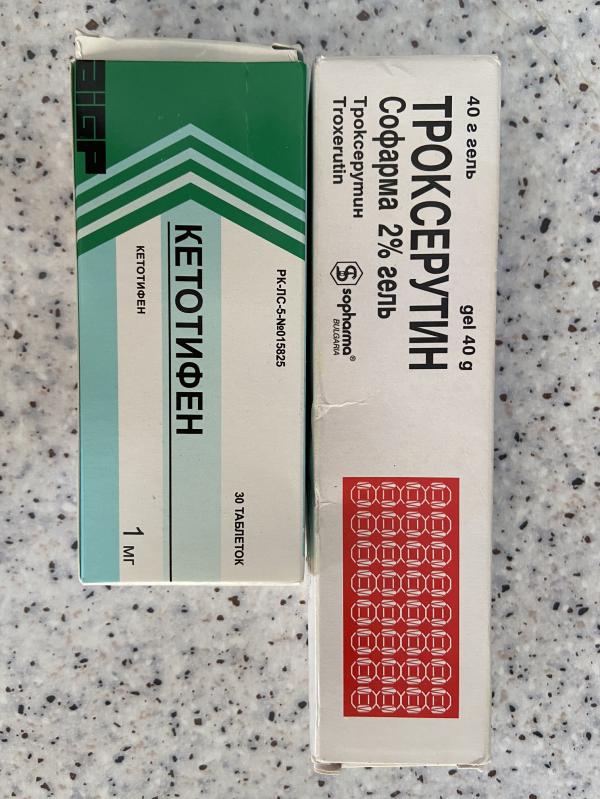 КЕТОТИФЕН
КЕТОТИФЕН
РК-ЛС-5-№015825
30 ТАБЛЕТОК
1 МГ
40 г гель
gel 40 g
ТРОКСЕРУТИН
Софарма 2% гель
Троксерутин
Troxerutin
sopharma®
BULGARIA